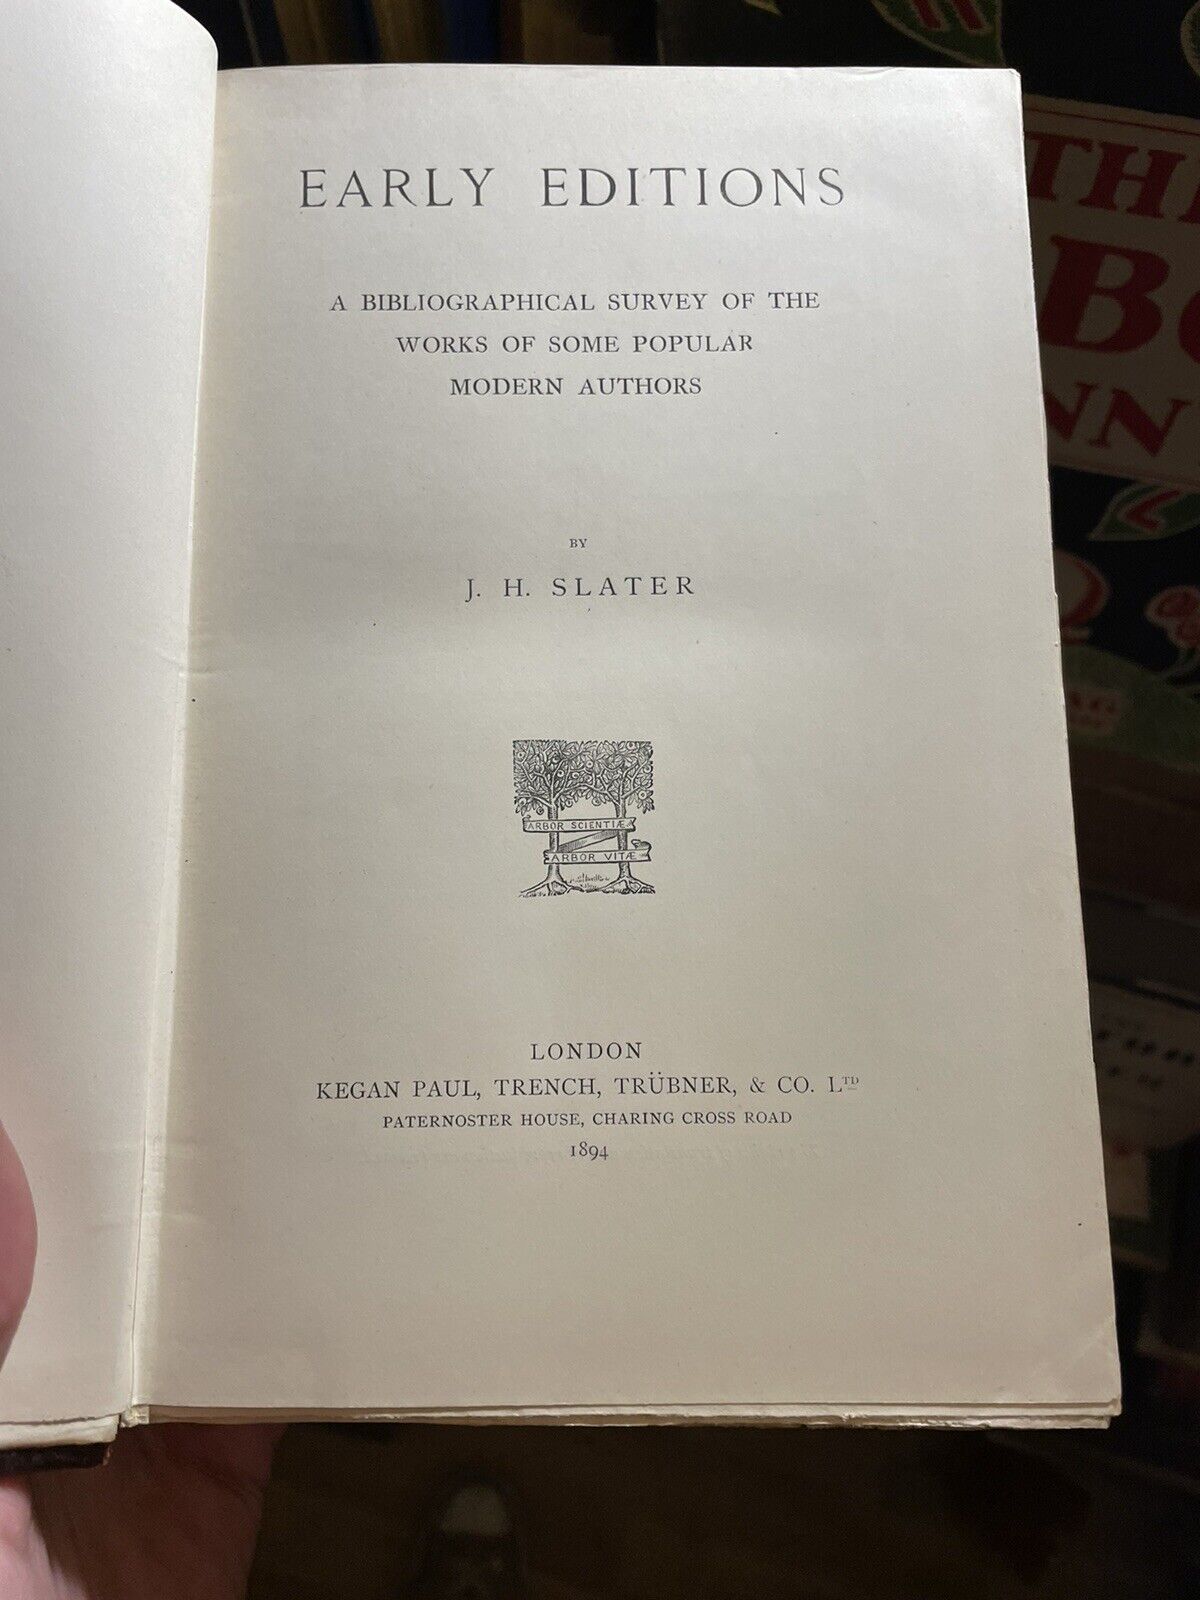 EARLY EDITIONS
A BIBLIOGRAPHICAL SURVEY OF THE
WORKS OF SOME POPULAR
MODERN AUTHORS
BY
J. H. SLATER
ARBOR SCIENTIÆ
ARBOR VITÆ
LONDON
KEGAN PAUL, TRENCH, TRÜBNER, & CO. LTD
PATERNOSTER HOUSE, CHARING CROSS ROAD
1894